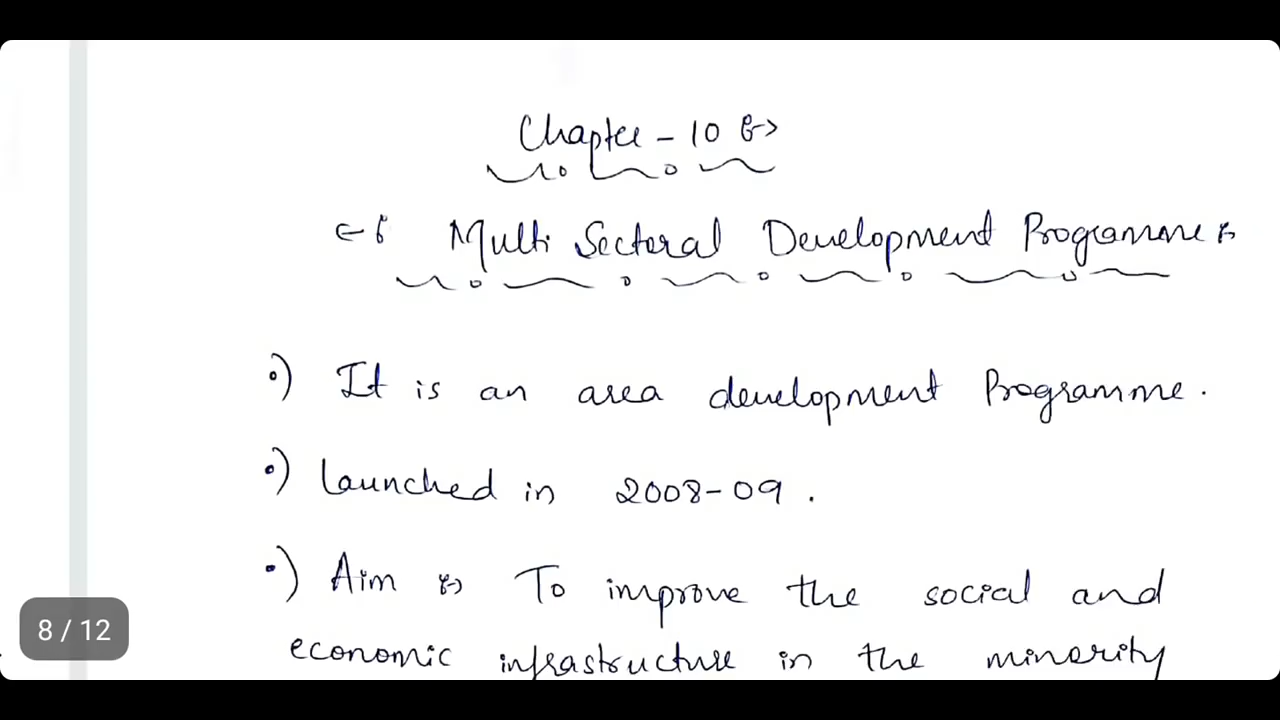 Chapter - 10 :->
Multi Sectoral Development Programme :-
•) It is an area development Programme.
•) Launched in 2008-09.
•) Aim :-> To improve the social and
economic infrastructure in the minority
8 / 12